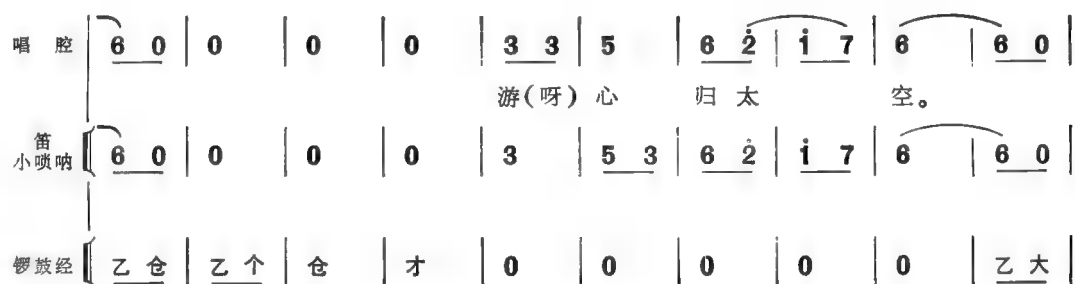 唱 腔 6 0 | 0 | 0 | 0 | 3 3 | 5 | 6 2̇ | 1̇ 7 | 6 | 6 0 |
游(呀) 心 归 太 空。
笛
小唢呐 6 0 | 0 | 0 | 0 | 3 | 5 3 | 6 2̇ | 1̇ 7 | 6 | 6 0 |
锣鼓经 乙 仓 | 乙 个 | 仓 | 才 | 0 | 0 | 0 | 0 | 0 | 乙 大 |